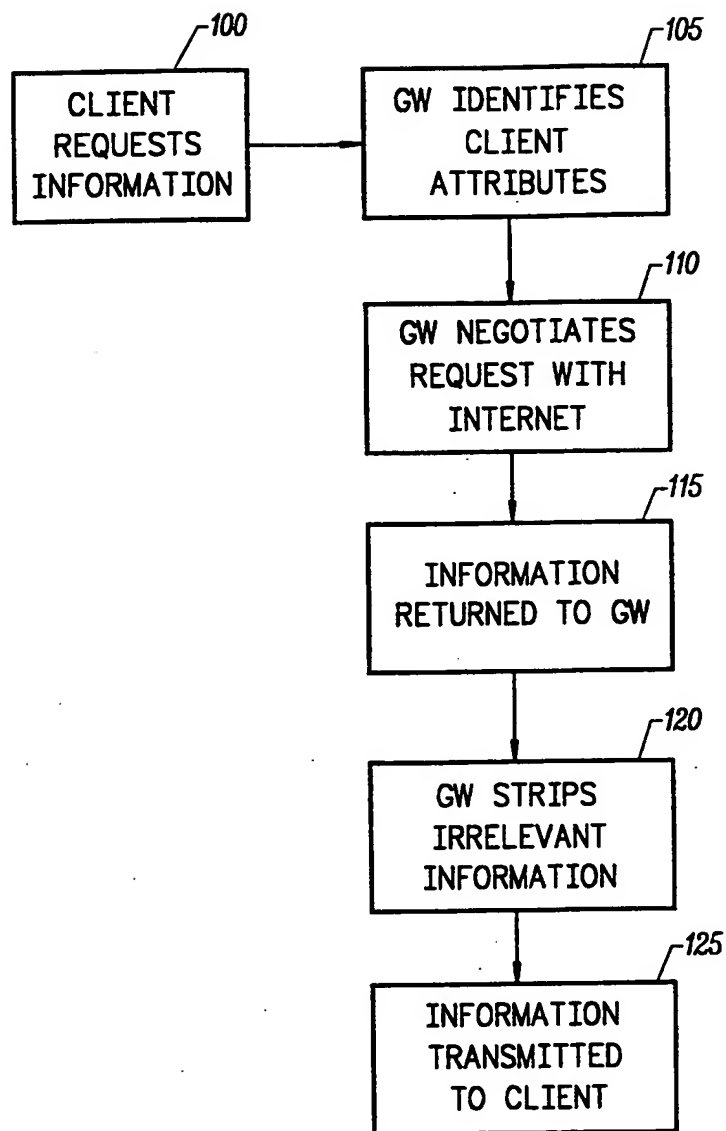 100
CLIENT
REQUESTS
INFORMATION
105
GW IDENTIFIES
CLIENT
ATTRIBUTES
110
GW NEGOTIATES
REQUEST WITH
INTERNET
115
INFORMATION
RETURNED TO GW
120
GW STRIPS
IRRELEVANT
INFORMATION
125
INFORMATION
TRANSMITTED
TO CLIENT